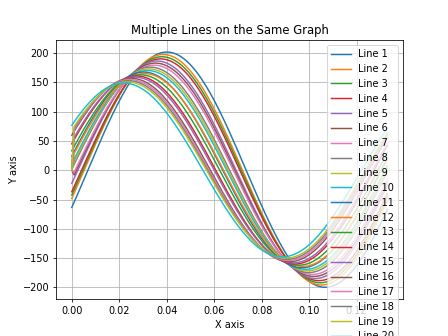 Multiple Lines on the Same Graph
Y axis
200
150
100
50
0
−50
−100
−150
−200
0.00
0.02
0.04
0.06
0.08
0.10
X axis
Line 1
Line 2
Line 3
Line 4
Line 5
Line 6
Line 7
Line 8
Line 9
Line 10
Line 11
Line 12
Line 13
Line 14
Line 15
Line 16
Line 17
Line 18
Line 19